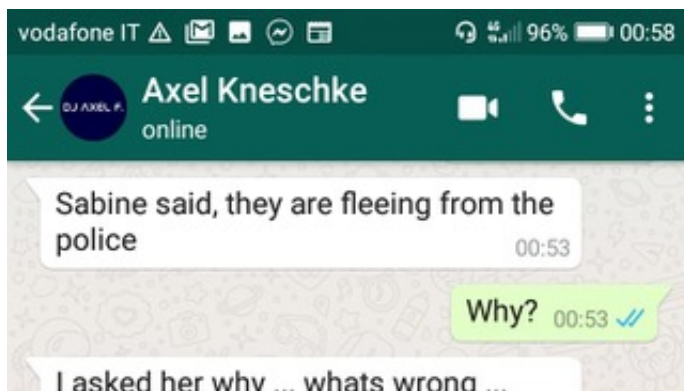 vodafone IT 96% 00:58
DJ AXEL F.
Axel Kneschke
online
Sabine said, they are fleeing from the
police
00:53
Why? 00:53
I asked her why ... whats wrong ...